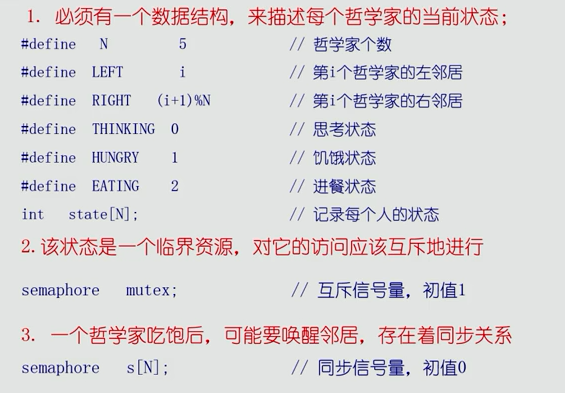 1. 必须有一个数据结构，来描述每个哲学家的当前状态；
#define N 5 // 哲学家个数
#define LEFT i // 第i个哲学家的左邻居
#define RIGHT (i+1)%N // 第i个哲学家的右邻居
#define THINKING 0 // 思考状态
#define HUNGRY 1 // 饥饿状态
#define EATING 2 // 进餐状态
int state[N]; // 记录每个人的状态
2.该状态是一个临界资源，对它的访问应该互斥地进行
semaphore mutex; // 互斥信号量，初值1
3. 一个哲学家吃饱后，可能要唤醒邻居，存在着同步关系
semaphore s[N]; // 同步信号量，初值0